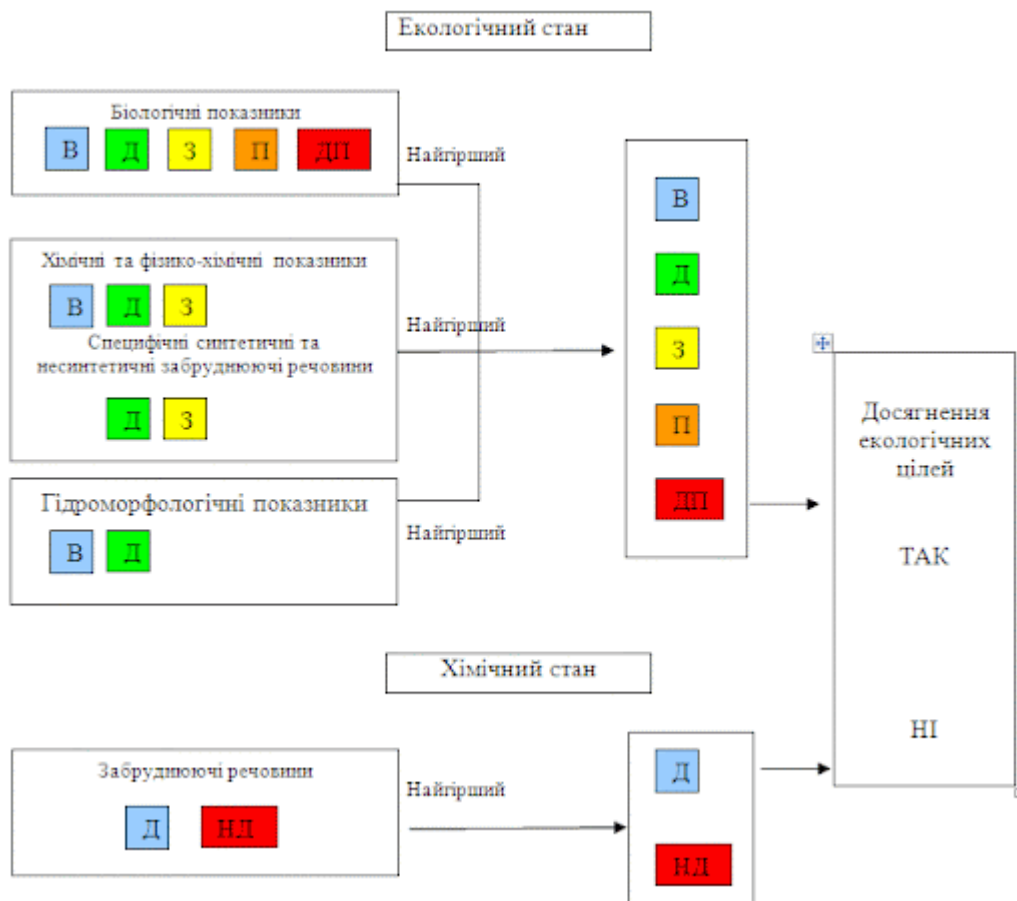 Екологічний стан
Біологічні показники
В Д З П ДП
Найгірший
Хімічні та фізико-хімічні показники
В Д З
Специфічні синтетичні та
несинтетичні забруднюючі речовини
Д З
Найгірший
Гідроморфологічні показники
В Д
Найгірший
В
Д
З
П
ДП
Досягнення
екологічних
цілей
ТАК
НІ
Хімічний стан
Забруднюючі речовини
Д НД
Найгірший
Д
НД